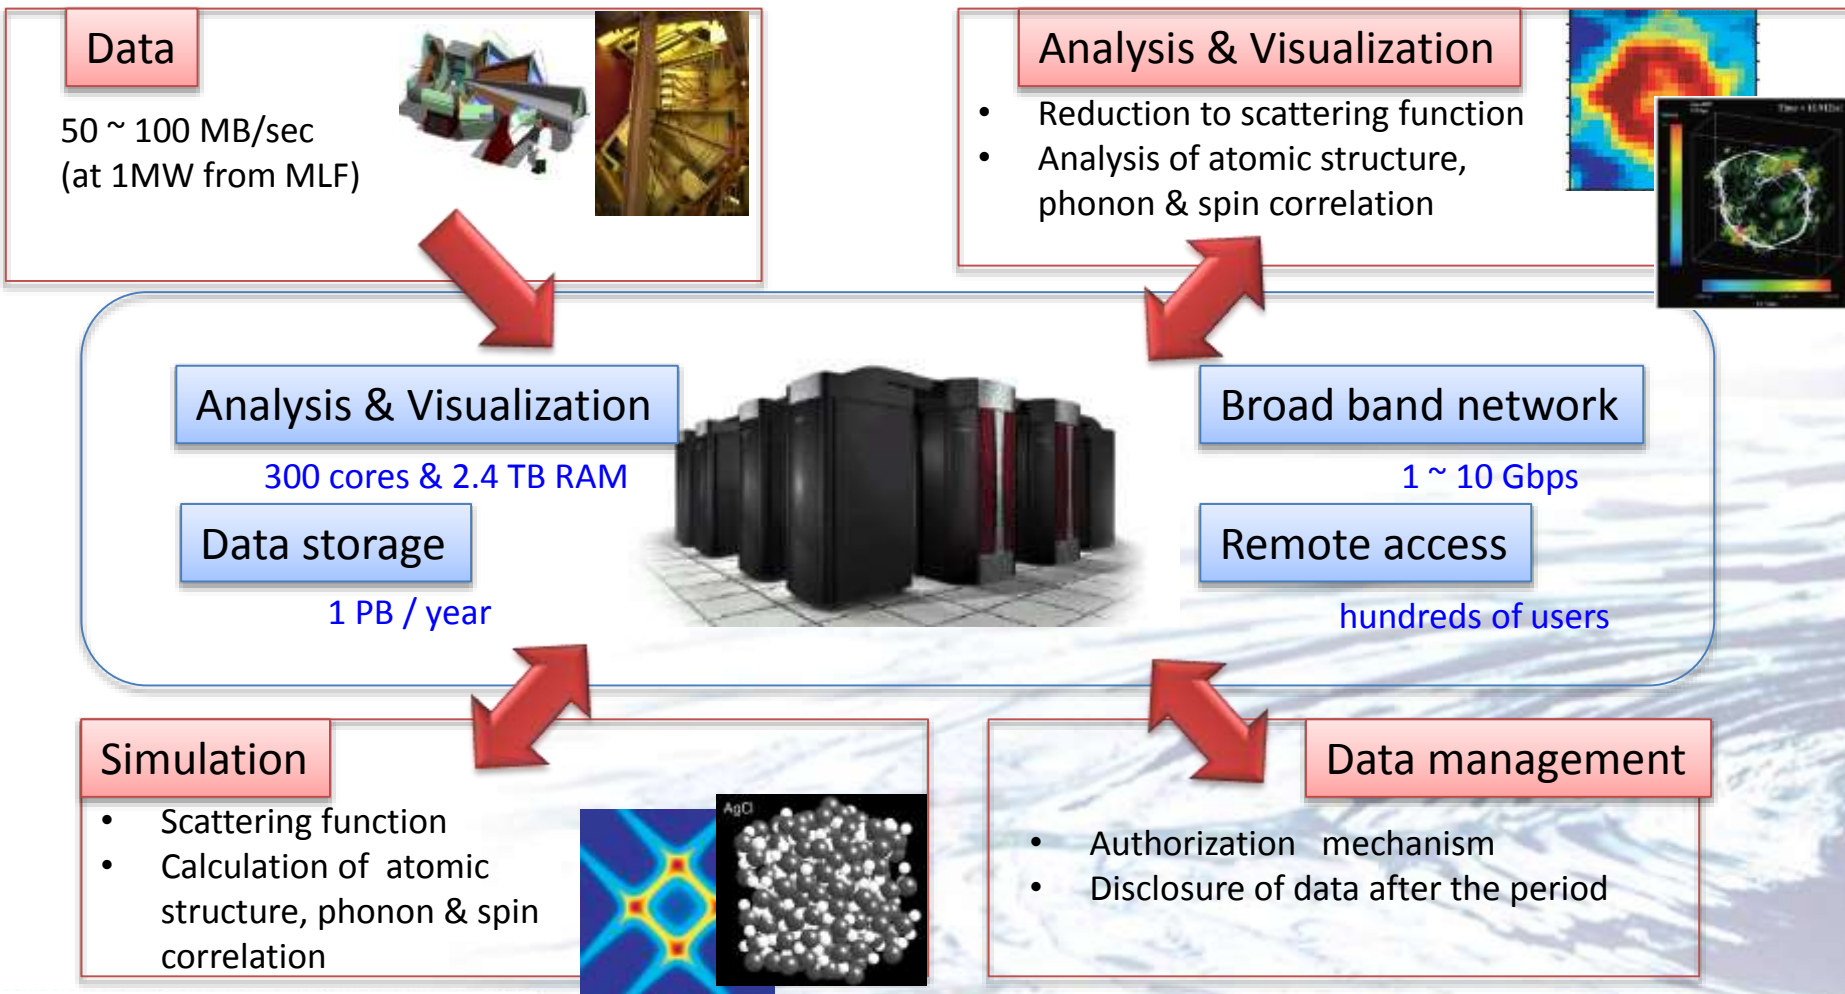 Data
50 ~ 100 MB/sec
(at 1MW from MLF)
Analysis & Visualization
• Reduction to scattering function
• Analysis of atomic structure,
phonon & spin correlation
Analysis & Visualization
300 cores & 2.4 TB RAM
Data storage
1 PB / year
Broad band network
1 ~ 10 Gbps
Remote access
hundreds of users
Simulation
• Scattering function
• Calculation of atomic
structure, phonon & spin
correlation
AgCl
Data management
• Authorization mechanism
• Disclosure of data after the period